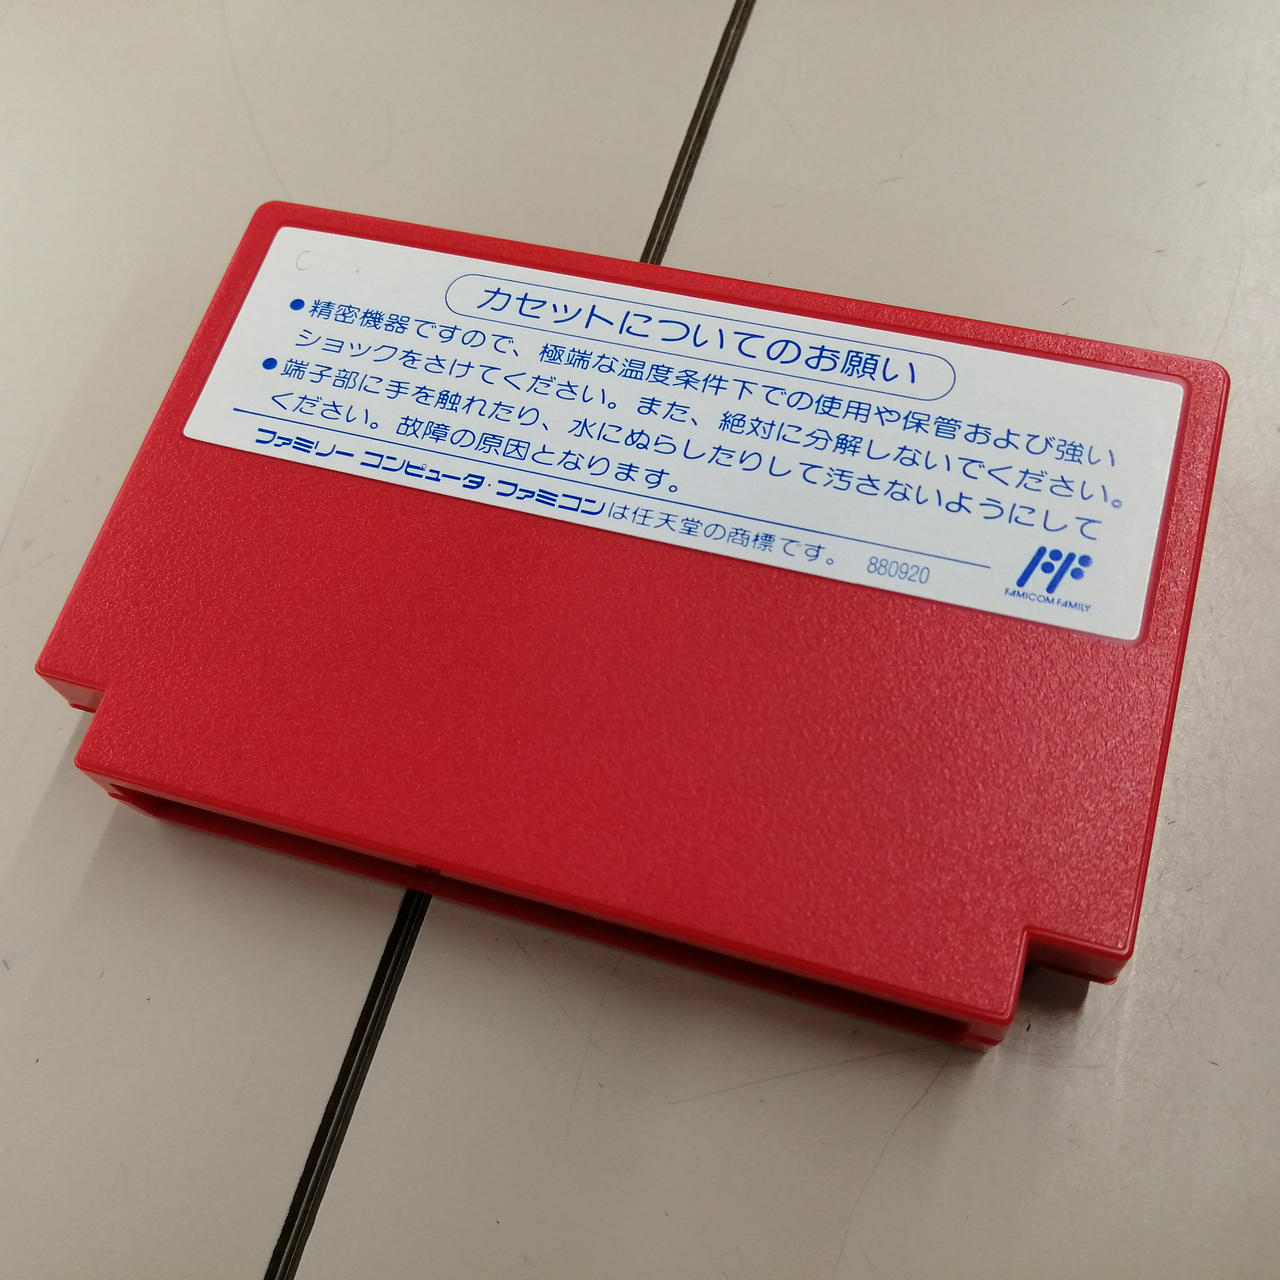 カセットについてのお願い
●精密機器ですので、極端な温度条件下での使用や保管および強い
ショックをさけてください。また、絶対に分解しないでください。
●端子部に手を触れたり、水にぬらしたりして汚さないようにして
ください。故障の原因となります。
ファミリーコンピュータ・ファミコンは任天堂の商標です。 880920
FAMICOM FAMILY